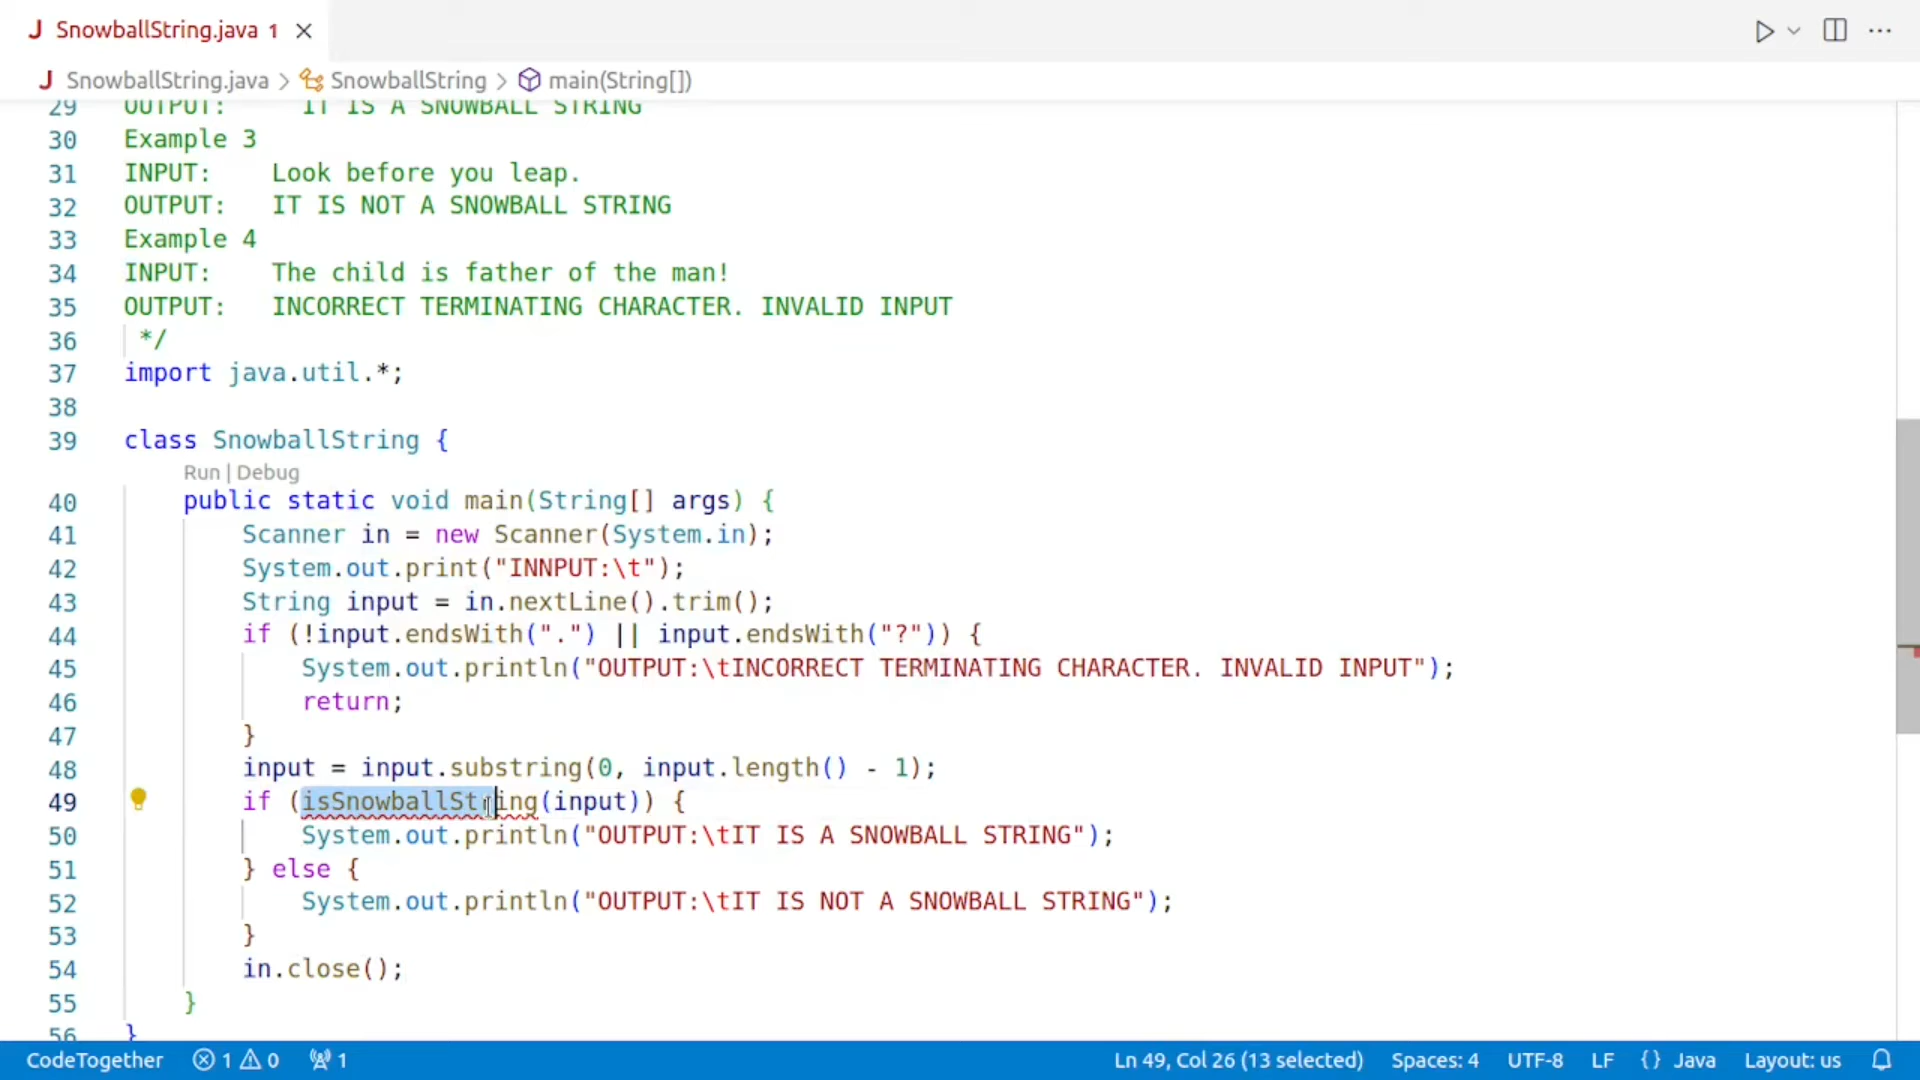 J SnowballString.java 1
J SnowballString.java > SnowballString > main(String[])
29 OUTPUT: IT IS A SNOWBALL STRING
30 Example 3
31 INPUT: Look before you leap.
32 OUTPUT: IT IS NOT A SNOWBALL STRING
33 Example 4
34 INPUT: The child is father of the man!
35 OUTPUT: INCORRECT TERMINATING CHARACTER. INVALID INPUT
36 */
37 import java.util.*;
38
39 class SnowballString {
Run | Debug
40 public static void main(String[] args) {
41 Scanner in = new Scanner(System.in);
42 System.out.print("INNPUT:\t");
43 String input = in.nextLine().trim();
44 if (!input.endsWith(".") || input.endsWith("?")) {
45 System.out.println("OUTPUT:\tINCORRECT TERMINATING CHARACTER. INVALID INPUT");
46 return;
47 }
48 input = input.substring(0, input.length() - 1);
49 if (isSnowballString(input)) {
50 System.out.println("OUTPUT:\tIT IS A SNOWBALL STRING");
51 } else {
52 System.out.println("OUTPUT:\tIT IS NOT A SNOWBALL STRING");
53 }
54 in.close();
55 }
56 }
CodeTogether 1 0 1 Ln 49, Col 26 (13 selected) Spaces: 4 UTF-8 LF {} Java Layout: us